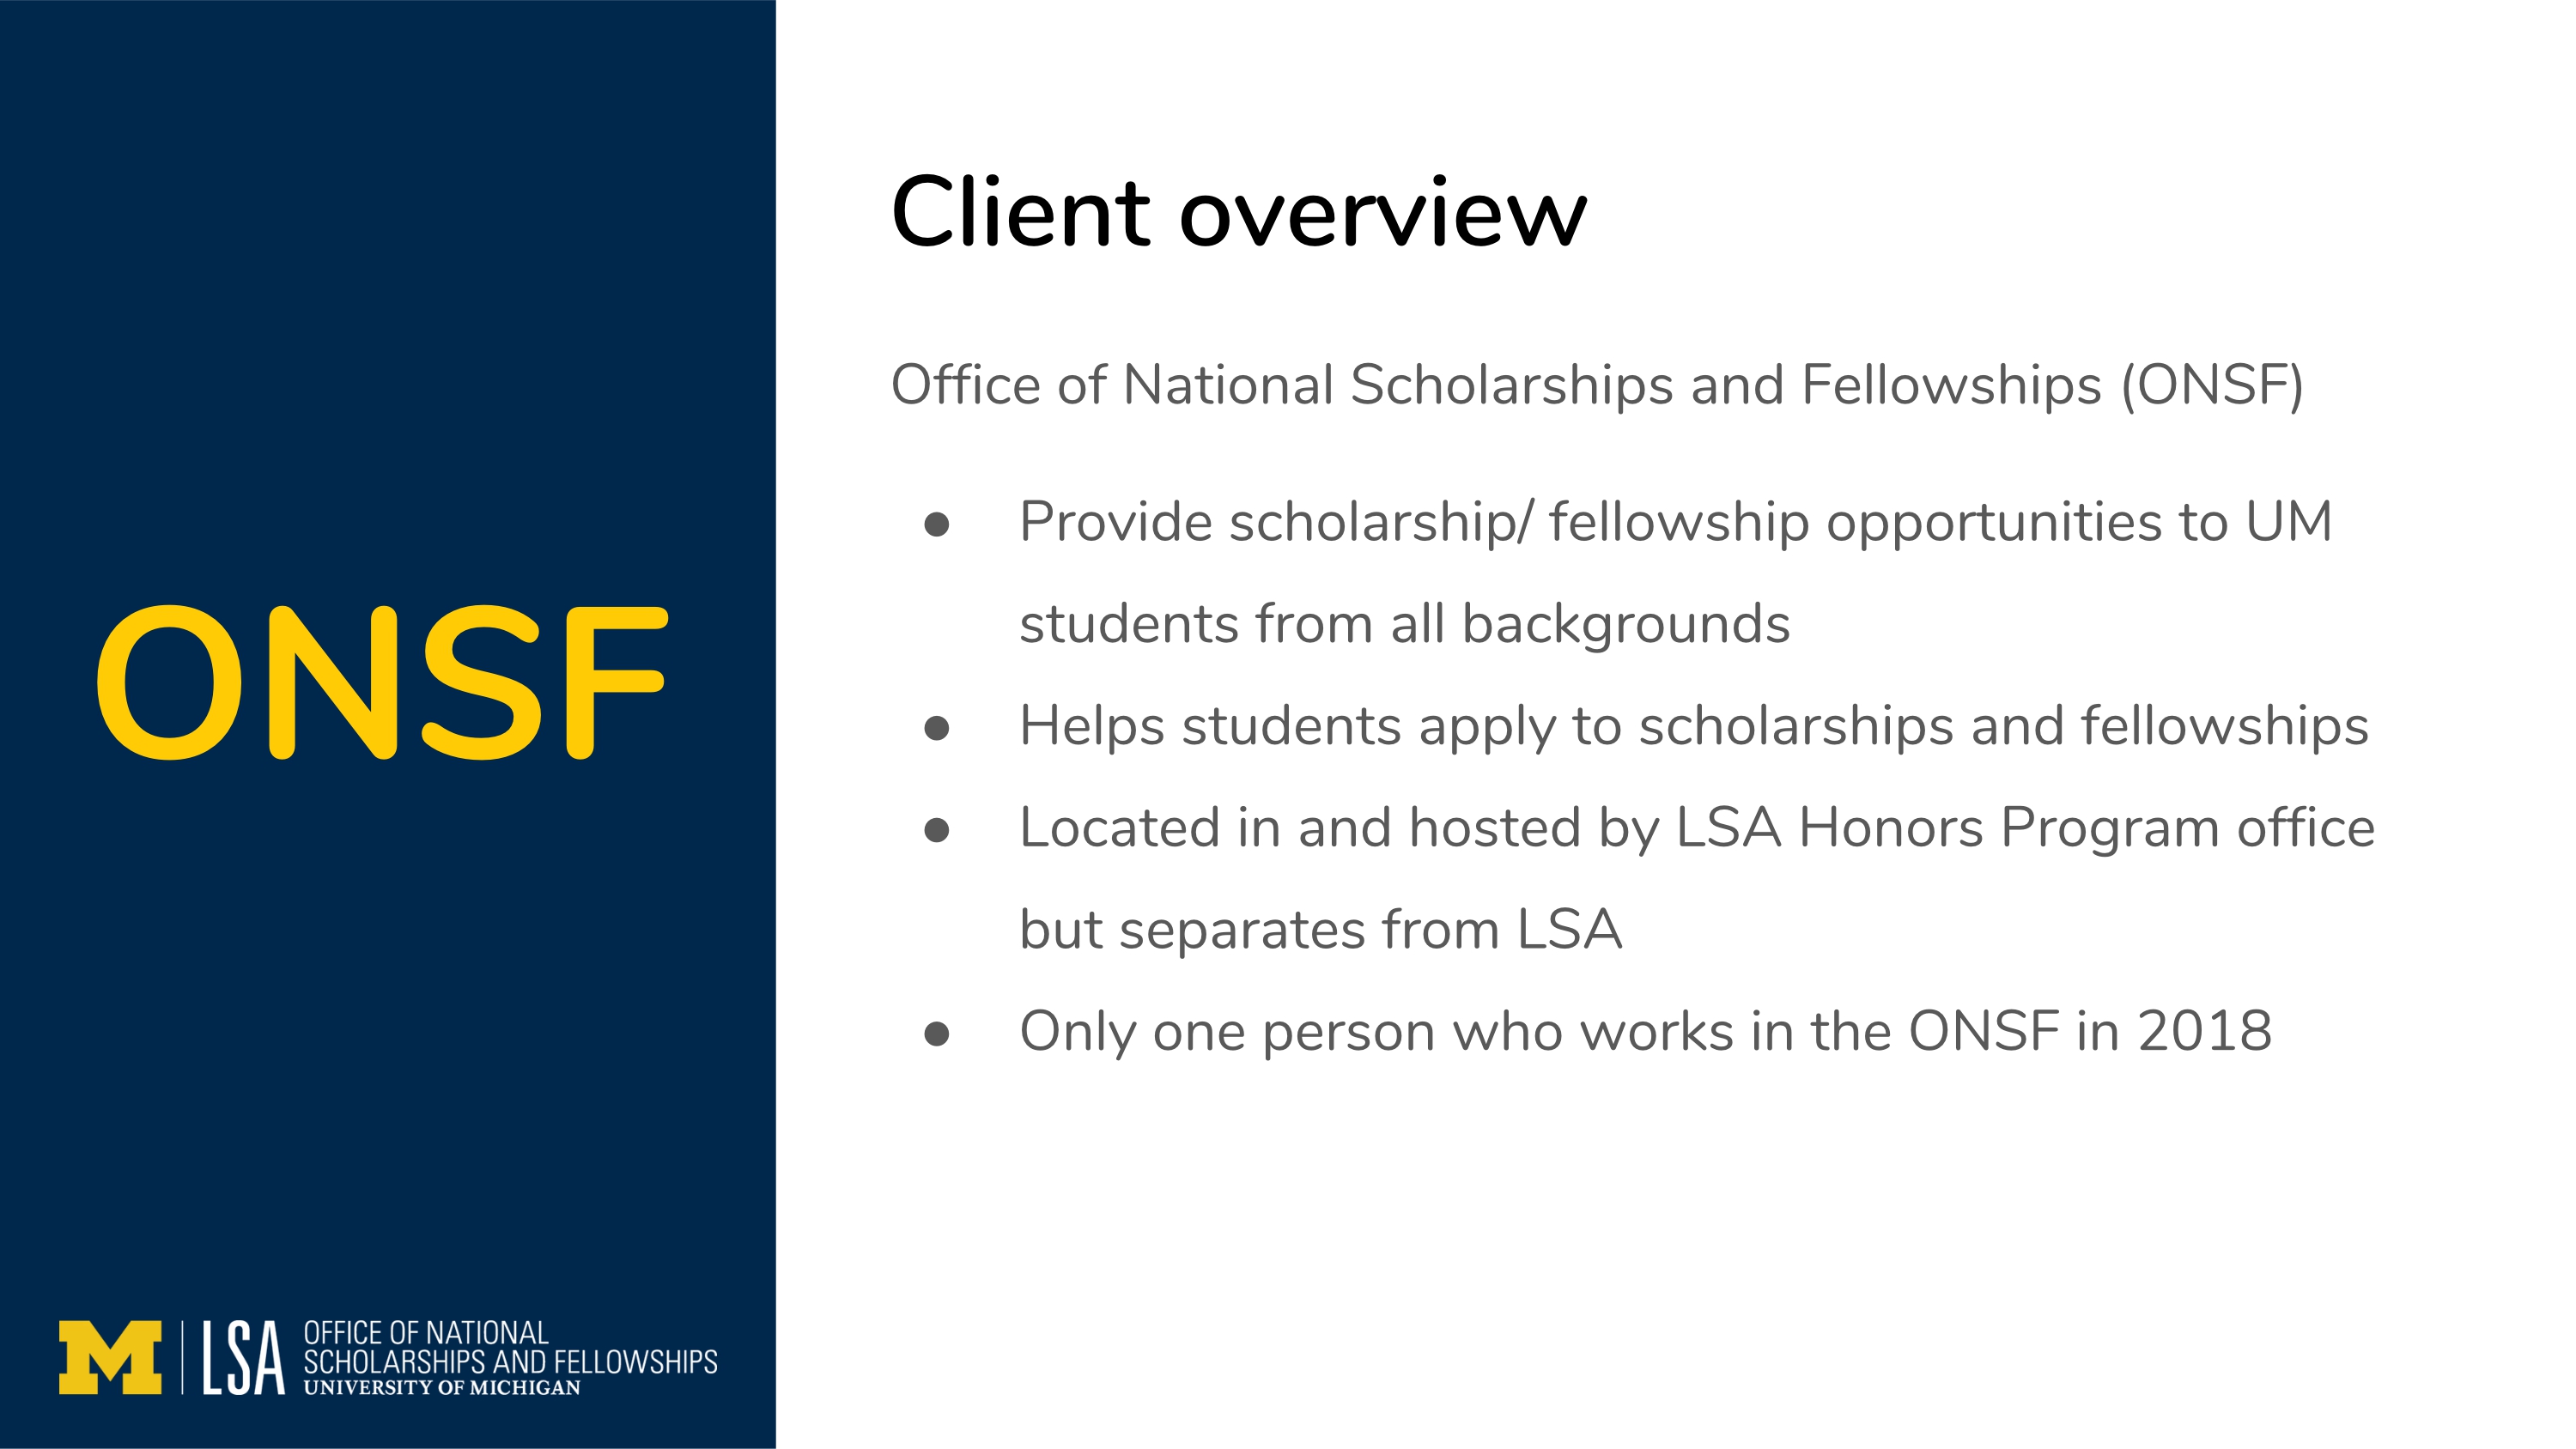 ONSF
M LSA OFFICE OF NATIONAL
SCHOLARSHIPS AND FELLOWSHIPS
UNIVERSITY OF MICHIGAN
Client overview
Office of National Scholarships and Fellowships (ONSF)
● Provide scholarship/ fellowship opportunities to UM
students from all backgrounds
● Helps students apply to scholarships and fellowships
● Located in and hosted by LSA Honors Program office
but separates from LSA
● Only one person who works in the ONSF in 2018